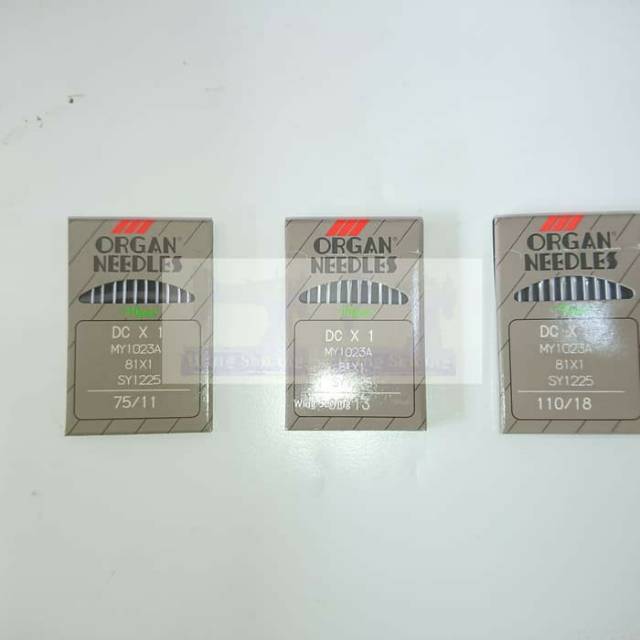 ORGAN®
NEEDLES
DC X 1
MY1023A
81X1
SY1225
75/11
ORGAN®
NEEDLES
DC X 1
MY1023A
81X1
ORGAN®
NEEDLES
DC X 1
MY1023A
81X1
SY1225
110/18